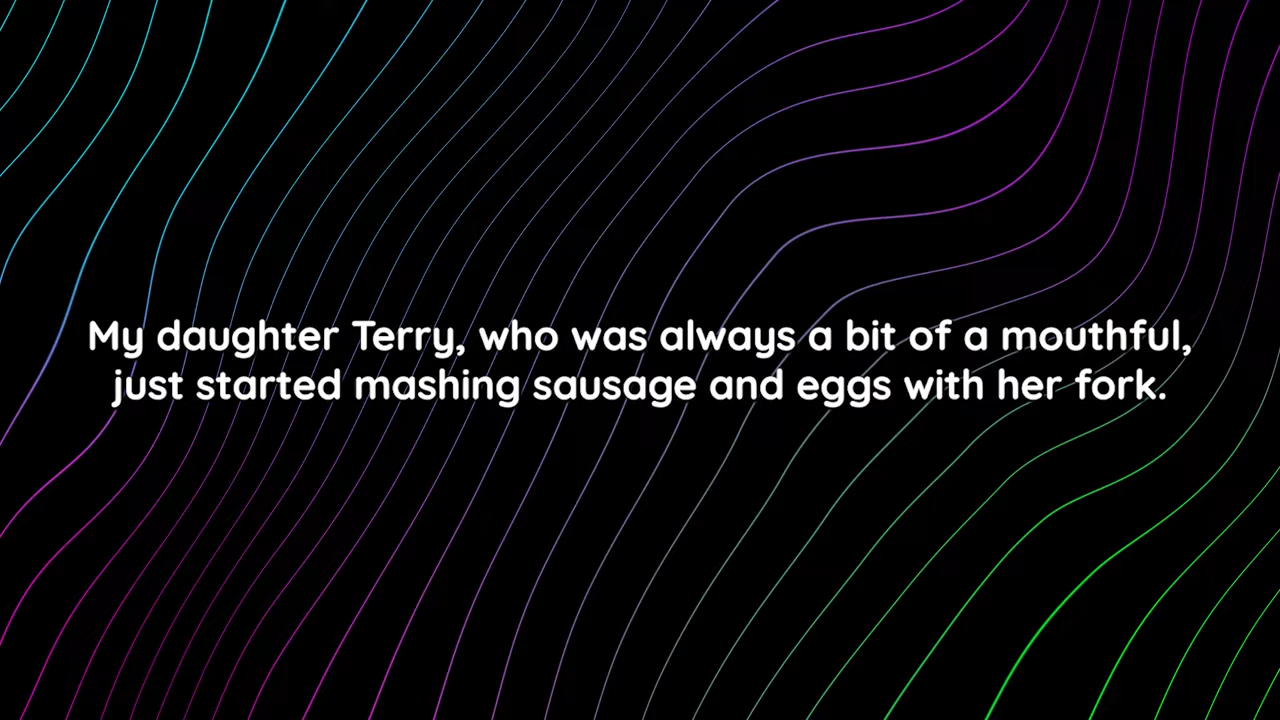 My daughter Terry, who was always a bit of a mouthful,
just started mashing sausage and eggs with her fork.